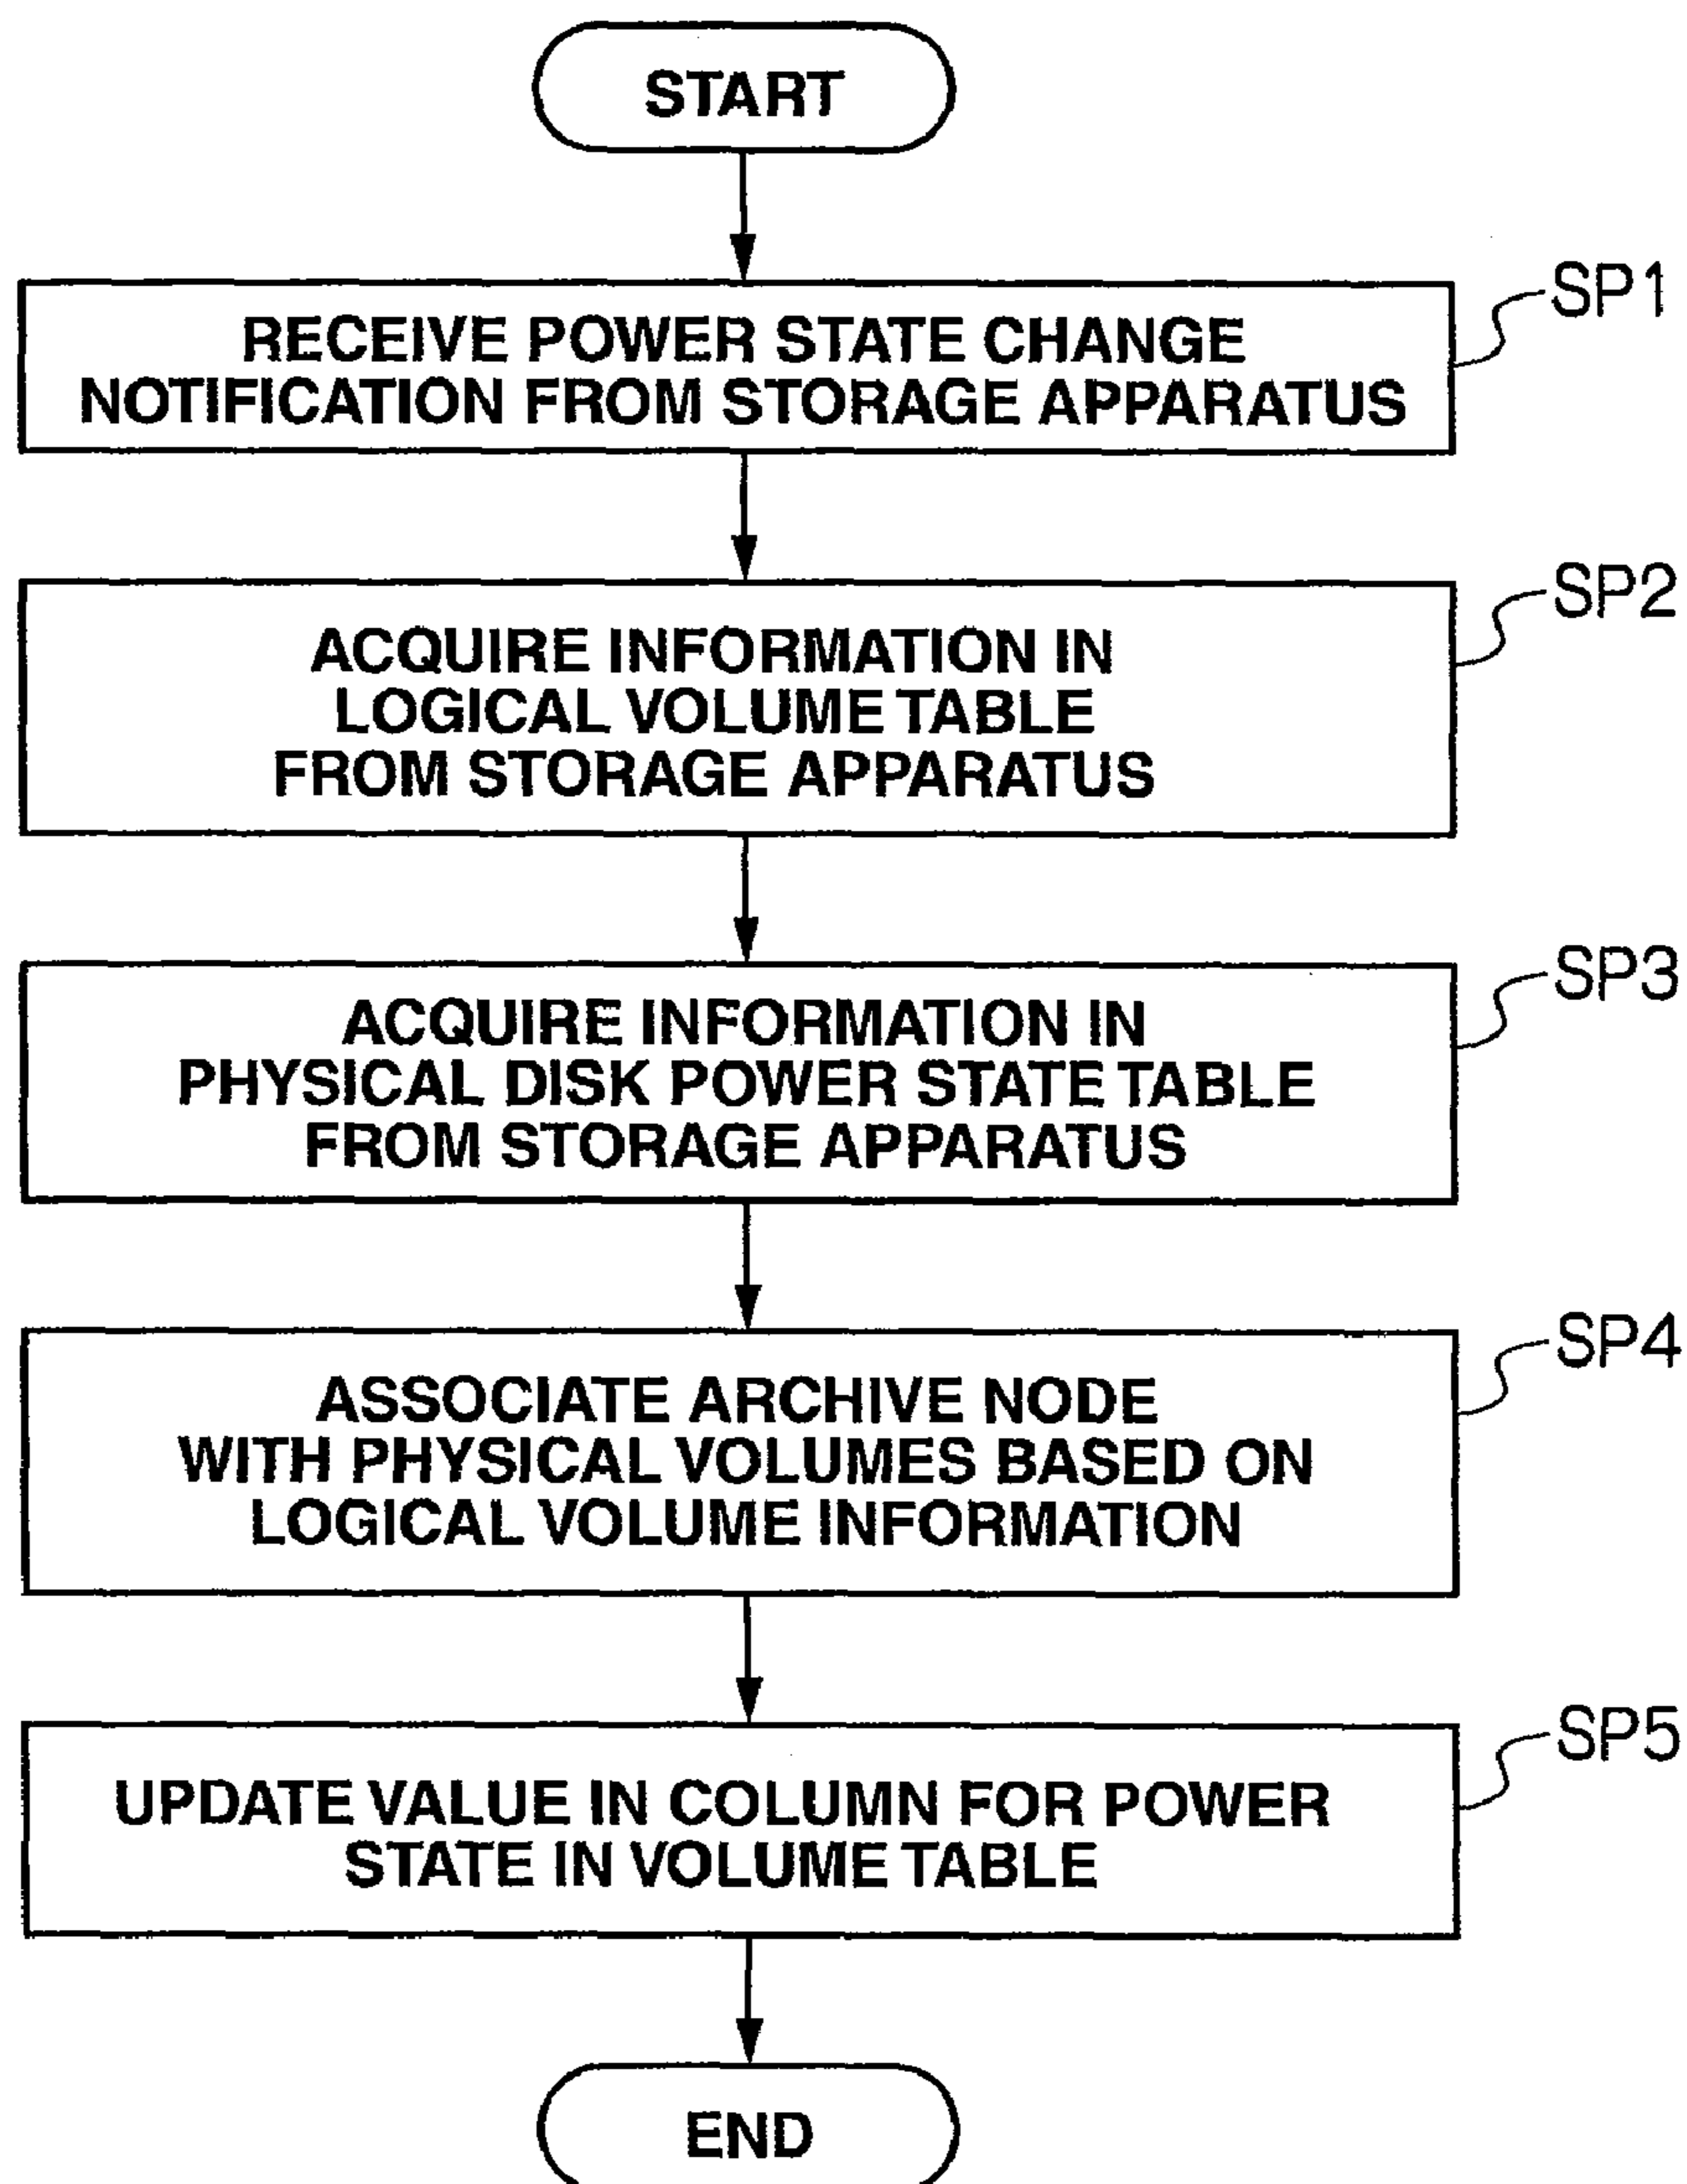 START
SP1
RECEIVE POWER STATE CHANGE
NOTIFICATION FROM STORAGE APPARATUS
SP2
ACQUIRE INFORMATION IN
LOGICAL VOLUME TABLE
FROM STORAGE APPARATUS
SP3
ACQUIRE INFORMATION IN
PHYSICAL DISK POWER STATE TABLE
FROM STORAGE APPARATUS
SP4
ASSOCIATE ARCHIVE NODE
WITH PHYSICAL VOLUMES BASED ON
LOGICAL VOLUME INFORMATION
SP5
UPDATE VALUE IN COLUMN FOR POWER
STATE IN VOLUME TABLE
END